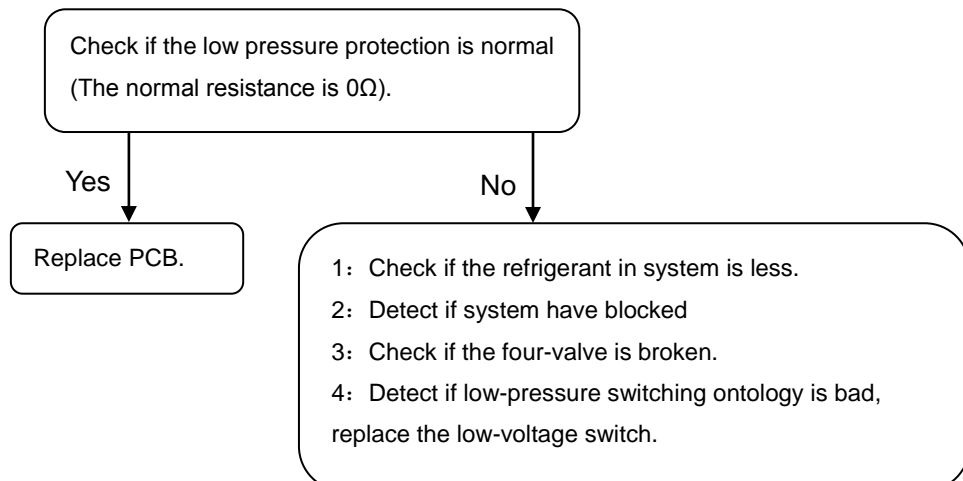 Check if the low pressure protection is normal
(The normal resistance is 0Ω).
Yes
No
Replace PCB.
1：Check if the refrigerant in system is less.
2：Detect if system have blocked
3：Check if the four-valve is broken.
4：Detect if low-pressure switching ontology is bad,
replace the low-voltage switch.